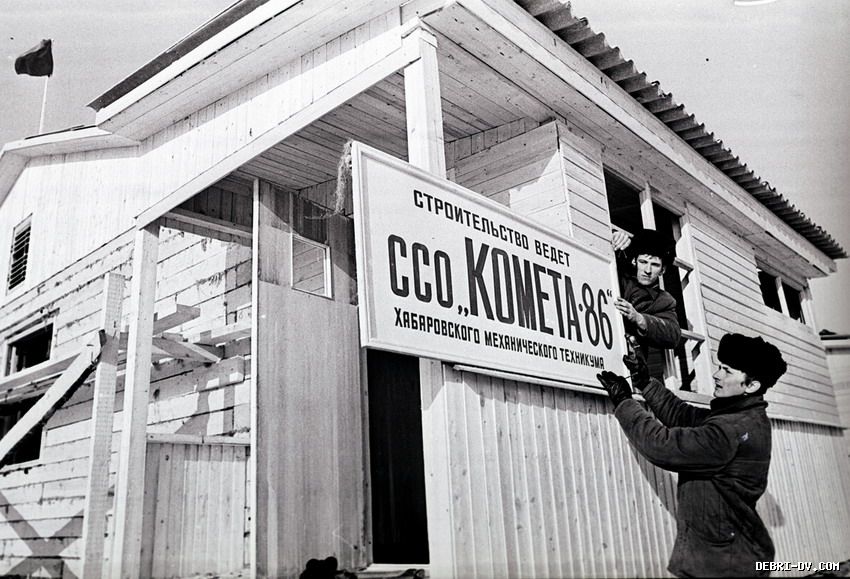 СТРОИТЕЛЬСТВО ВЕДЕТ
ССО „КОМЕТА·86“
ХАБАРОВСКОГО МЕХАНИЧЕСКОГО ТЕХНИКУМА
DEBRI-DV.COM